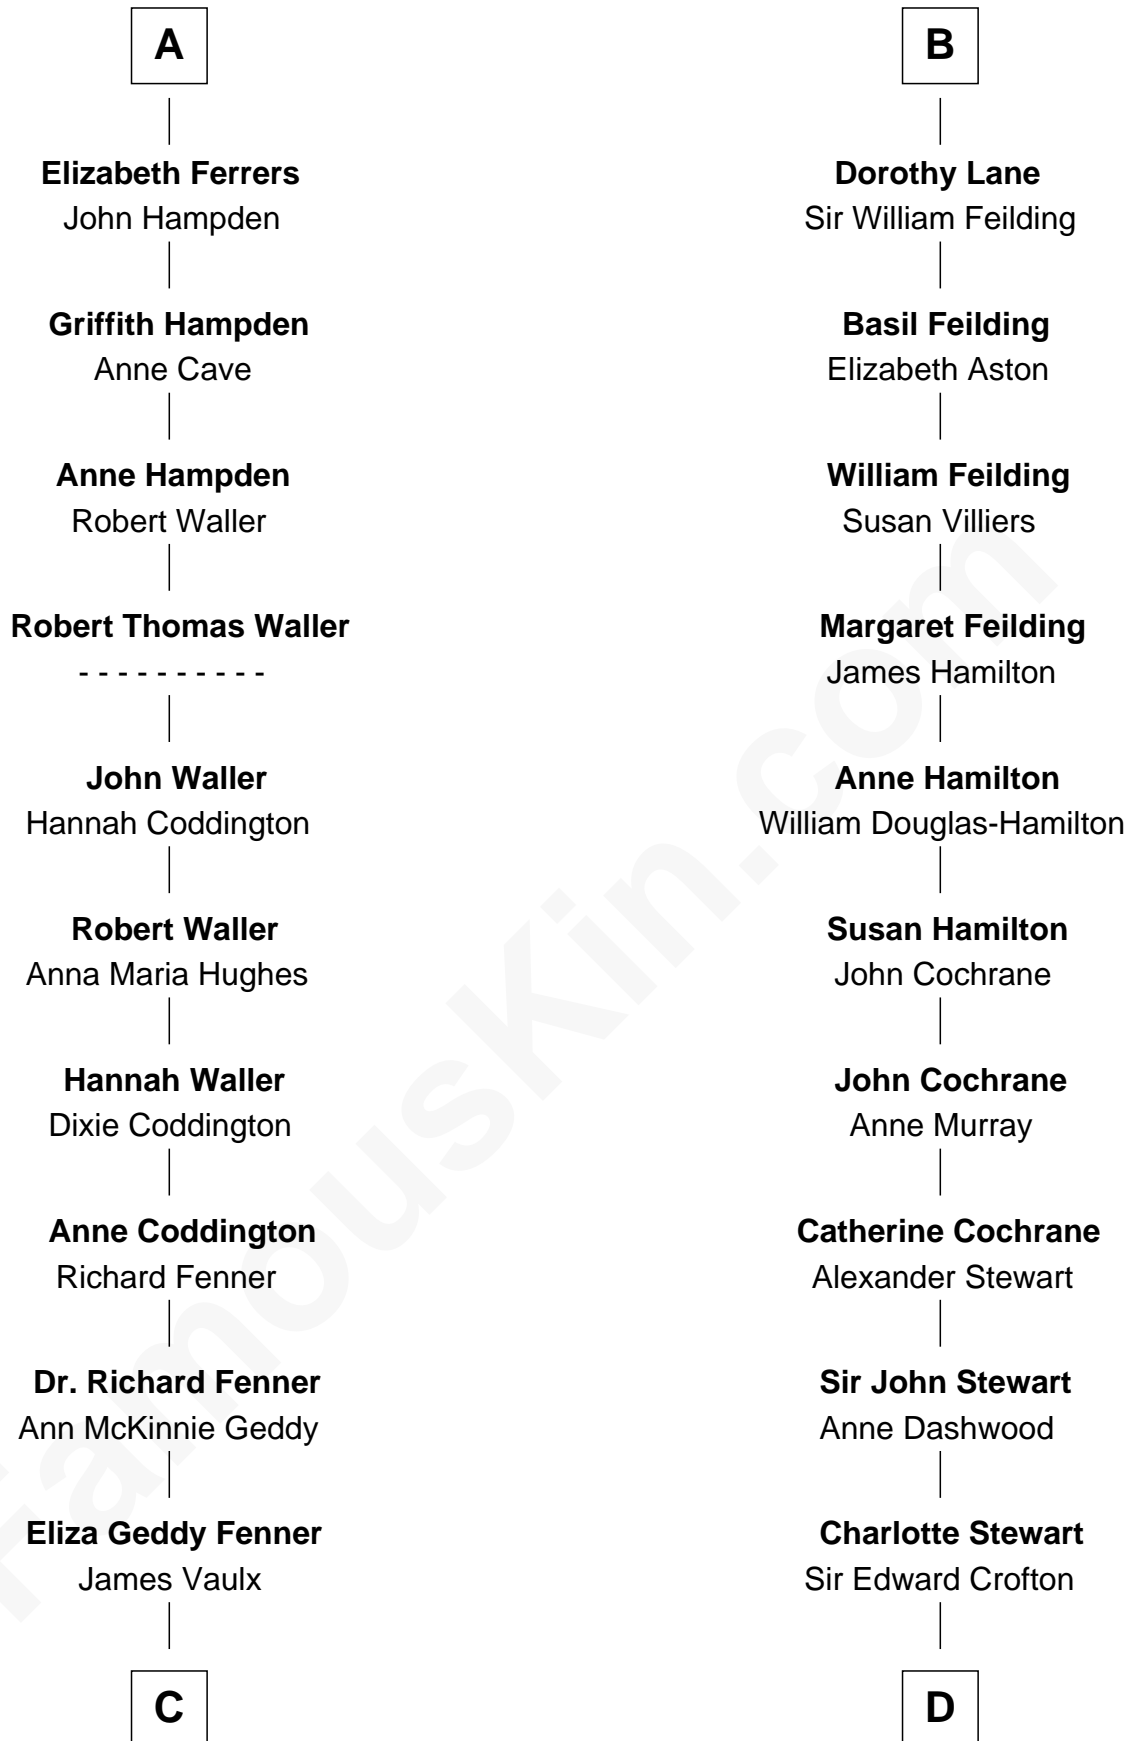 A
Elizabeth Ferrers
John Hampden
Griffith Hampden
Anne Cave
Anne Hampden
Robert Waller
Robert Thomas Waller
- - - - - - - - - -
John Waller
Hannah Coddington
Robert Waller
Anna Maria Hughes
Hannah Waller
Dixie Coddington
Anne Coddington
Richard Fenner
Dr. Richard Fenner
Ann McKinnie Geddy
Eliza Geddy Fenner
James Vaulx
C
B
Dorothy Lane
Sir William Feilding
Basil Feilding
Elizabeth Aston
William Feilding
Susan Villiers
Margaret Feilding
James Hamilton
Anne Hamilton
William Douglas-Hamilton
Susan Hamilton
John Cochrane
John Cochrane
Anne Murray
Catherine Cochrane
Alexander Stewart
Sir John Stewart
Anne Dashwood
Charlotte Stewart
Sir Edward Crofton
D
FamousKin.com